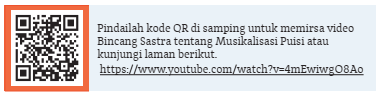 Pindailah kode QR di samping untuk memirsa video
Bincang Sastra tentang Musikalisasi Puisi atau
kunjungi laman berikut.
https://www.youtube.com/watch?v=4mEwiwgO8Ao